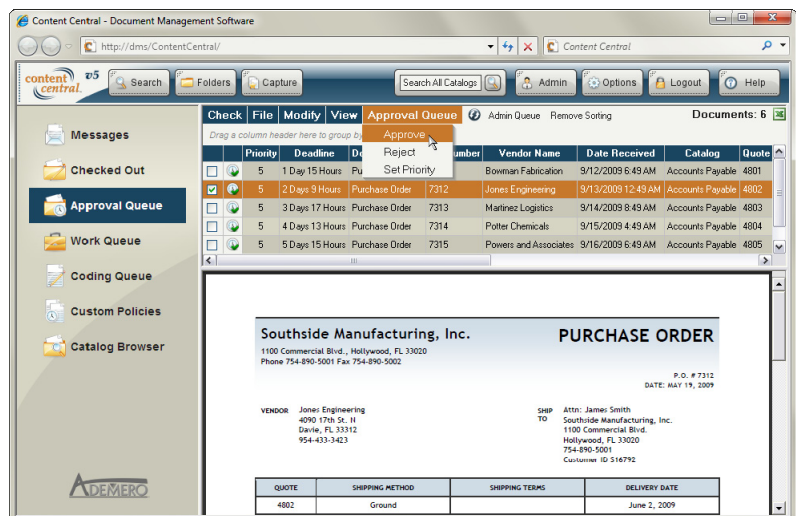 Content Central - Document Management Software
http://dms/ContentCentral/
Content Central
content central. v5
Search
Folders
Capture
Search All Catalogs
Admin
Options
Logout
Help
Check File Modify View Approval Queue Admin Queue Remove Sorting Documents: 6
Messages
Checked Out
Approval Queue
Work Queue
Coding Queue
Custom Policies
Catalog Browser
ADEMERO
Drag a column header here to group by
Approve
Reject
Set Priority
Priority Deadline Do umber Vendor Name Date Received Catalog Quote
5 1 Day 15 Hours Pu Bowman Fabrication 9/12/2009 6:49 AM Accounts Payable 4801
5 2 Days 9 Hours Purchase Order 7312 Jones Engineering 9/13/2009 12:49 AM Accounts Payable 4802
5 3 Days 17 Hours Purchase Order 7313 Martinez Logistics 9/14/2009 8:49 AM Accounts Payable 4803
5 4 Days 13 Hours Purchase Order 7314 Potter Chemicals 9/15/2009 4:49 AM Accounts Payable 4804
5 5 Days 15 Hours Purchase Order 7315 Powers and Associates 9/16/2009 6:49 AM Accounts Payable 4805
Southside Manufacturing, Inc.
1100 Commercial Blvd., Hollywood, FL 33020
Phone 754-890-5001 Fax 754-890-5002
PURCHASE ORDER
P.O. # 7312
DATE: MAY 19, 2009
VENDOR Jones Engineering
4090 17th St. N
Davie, FL 33312
954-433-3423
SHIP TO Attn: James Smith
Southside Manufacturing, Inc.
1100 Commercial Blvd.
Hollywood, FL 33020
754-890-5001
Customer ID S16792
QUOTE SHIPPING METHOD SHIPPING TERMS DELIVERY DATE
4802 Ground June 2, 2009